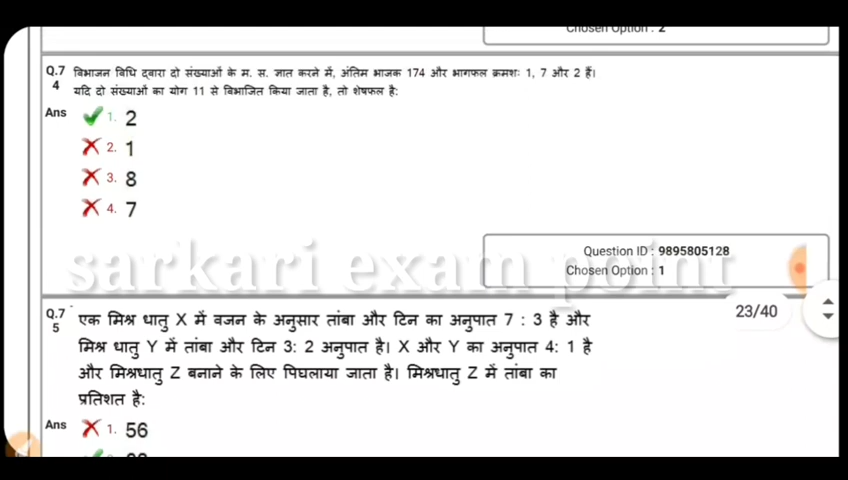 Chosen Option : 2
Q.7 बिभाजन बिधि द्बारा दो संख्याओं के म. स. ज्ञात करने में, अंतिम भाजक 174 और भागफल क्रमशः 1, 7 और 2 हैं।
4 यदि दो संख्याओं का योग 11 से बिभाजित किया जाता है, तो शेषफल है:
Ans 1. 2
2. 1
3. 8
4. 7
Question ID : 9895805128
Chosen Option : 1
sarkari exam point
23/40
Q.7 एक मिश्र धातु X में वजन के अनुसार तांबा और टिन का अनुपात 7 : 3 है और
5 मिश्र धातु Y में तांबा और टिन 3: 2 अनुपात है। X और Y का अनुपात 4: 1 है
और मिश्रधातु Z बनाने के लिए पिघलाया जाता है। मिश्रधातु Z में तांबा का
प्रतिशत है:
Ans 1. 56